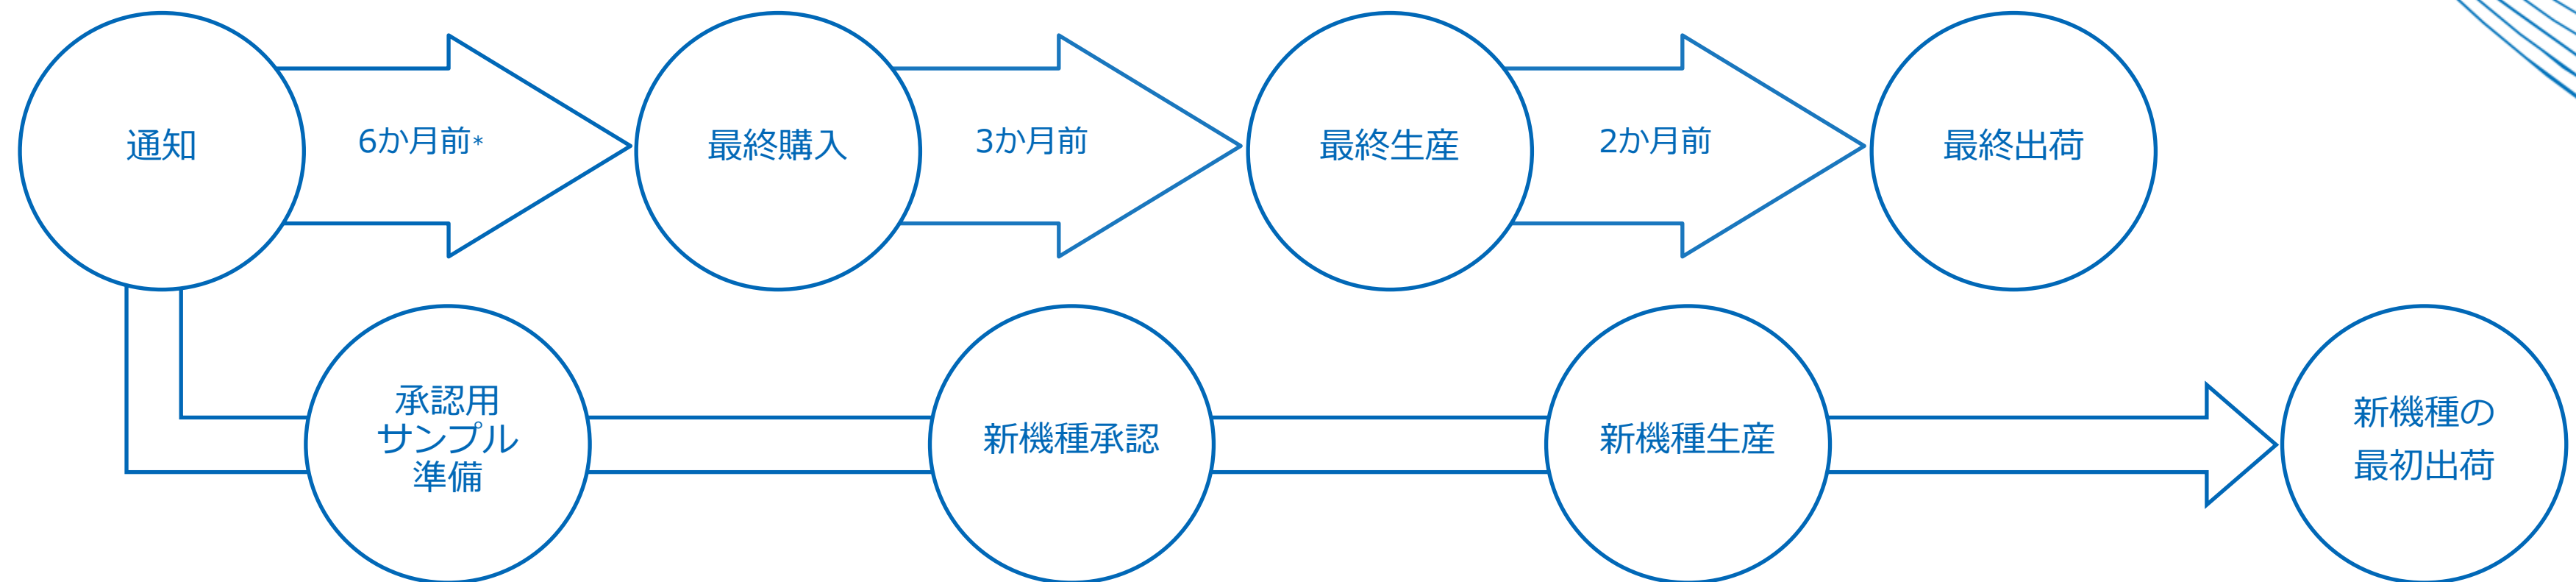 通知
6か月前*
最終購入
3か月前
最終生産
2か月前
最終出荷
承認用
サンプル
準備
新機種承認
新機種生産
新機種の
最初出荷